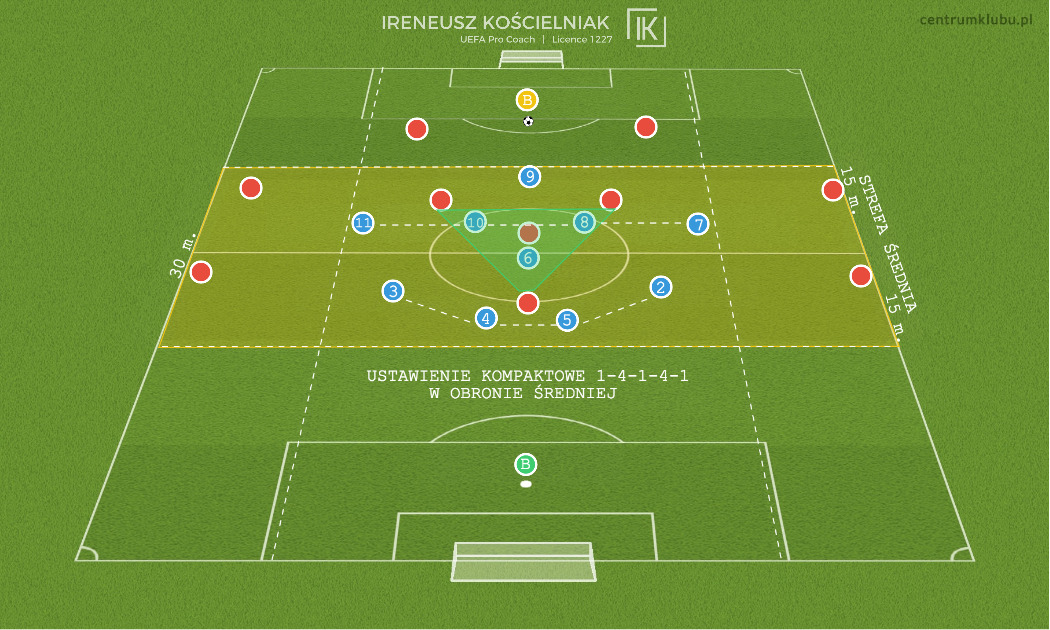 IRENEUSZ KOŚCIELNIAK
UEFA Pro Coach | Licence 1227
IK
centrumklubu.pl
B
9
11
10
8
7
6
3
2
4
5
30 m.
15 m.
STREFA ŚREDNIA
15 m.
USTAWIENIE KOMPAKTOWE 1-4-1-4-1
W OBRONIE ŚREDNIEJ
B